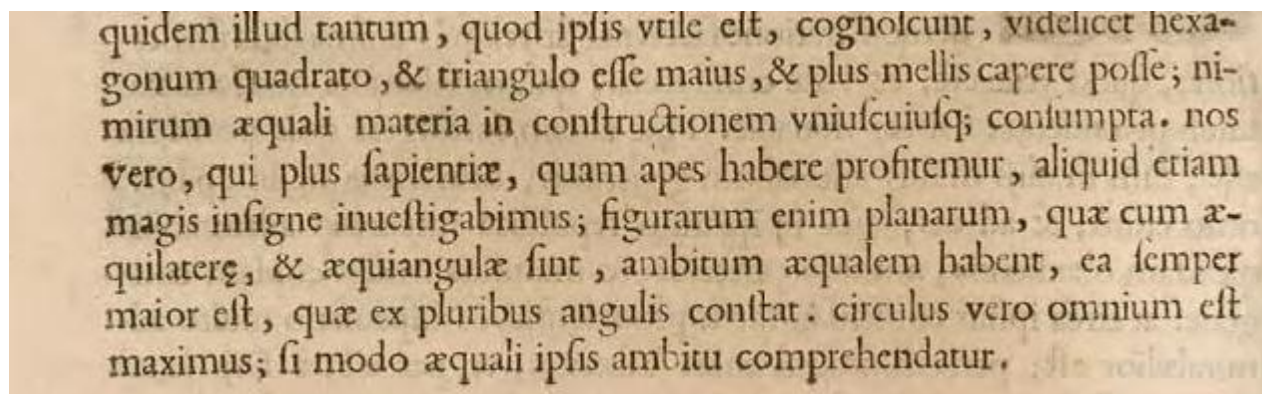 quidem illud tantum, quod ipſis vtile eſt, cognoſcunt, videlicet hexa-
gonum quadrato, & triangulo eſſe maius, & plus mellis capere poſſe; ni-
mirum æquali materia in conſtructionem vniuſcuiuſq; conſumpta. nos
vero, qui plus ſapientiæ, quam apes habere profitemur, aliquid etiam
magis inſigne inueſtigabimus; figurarum enim planarum, quæ cum æ-
quilaterę, & æquiangulæ ſint, ambitum æqualem habent, ea ſemper
maior eſt, quæ ex pluribus angulis conſtat. circulus vero omnium eſt
maximus; ſi modo æquali ipſis ambitu comprehendatur.